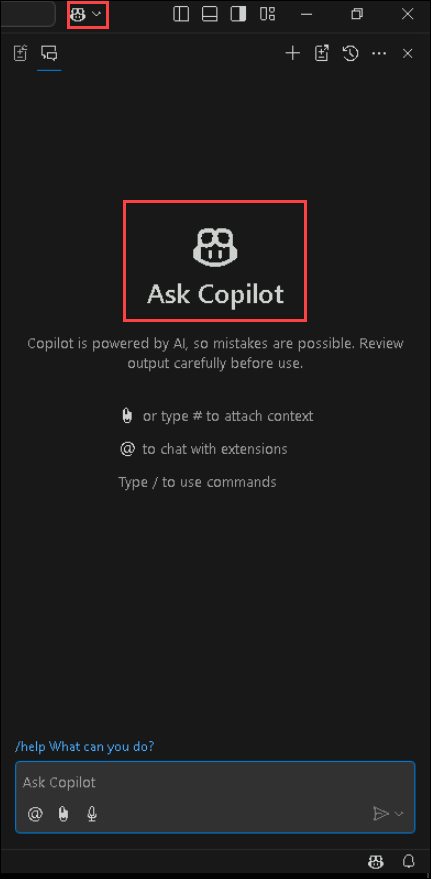 Ask Copilot
Copilot is powered by AI, so mistakes are possible. Review
output carefully before use.
or type # to attach context
@ to chat with extensions
Type / to use commands
/help What can you do?
Ask Copilot
@